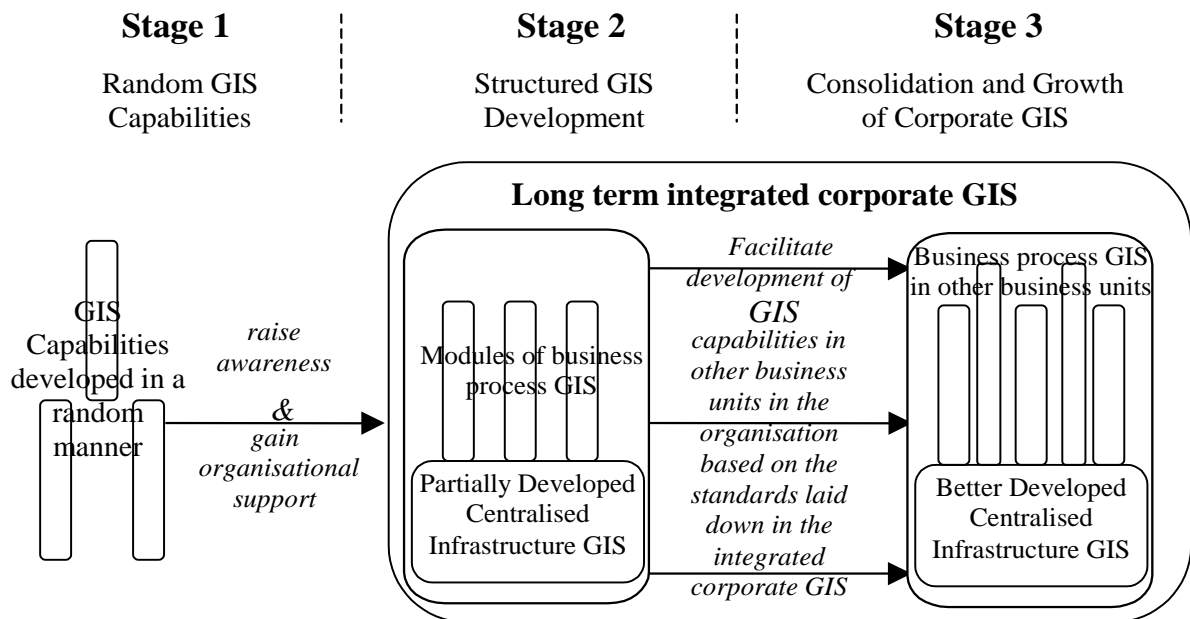 Stage 1
Random GIS
Capabilities
Stage 2
Structured GIS
Development
Stage 3
Consolidation and Growth
of Corporate GIS
Long term integrated corporate GIS
GIS
Capabilities
developed in a
random
manner
raise
awareness
&
gain
organisational
support
Modules of business
process GIS
Partially Developed
Centralised
Infrastructure GIS
Facilitate
development of
GIS
capabilities in
other business
units in the
organisation
based on the
standards laid
down in the
integrated
corporate GIS
Business process GIS
in other business units
Better Developed
Centralised
Infrastructure GIS